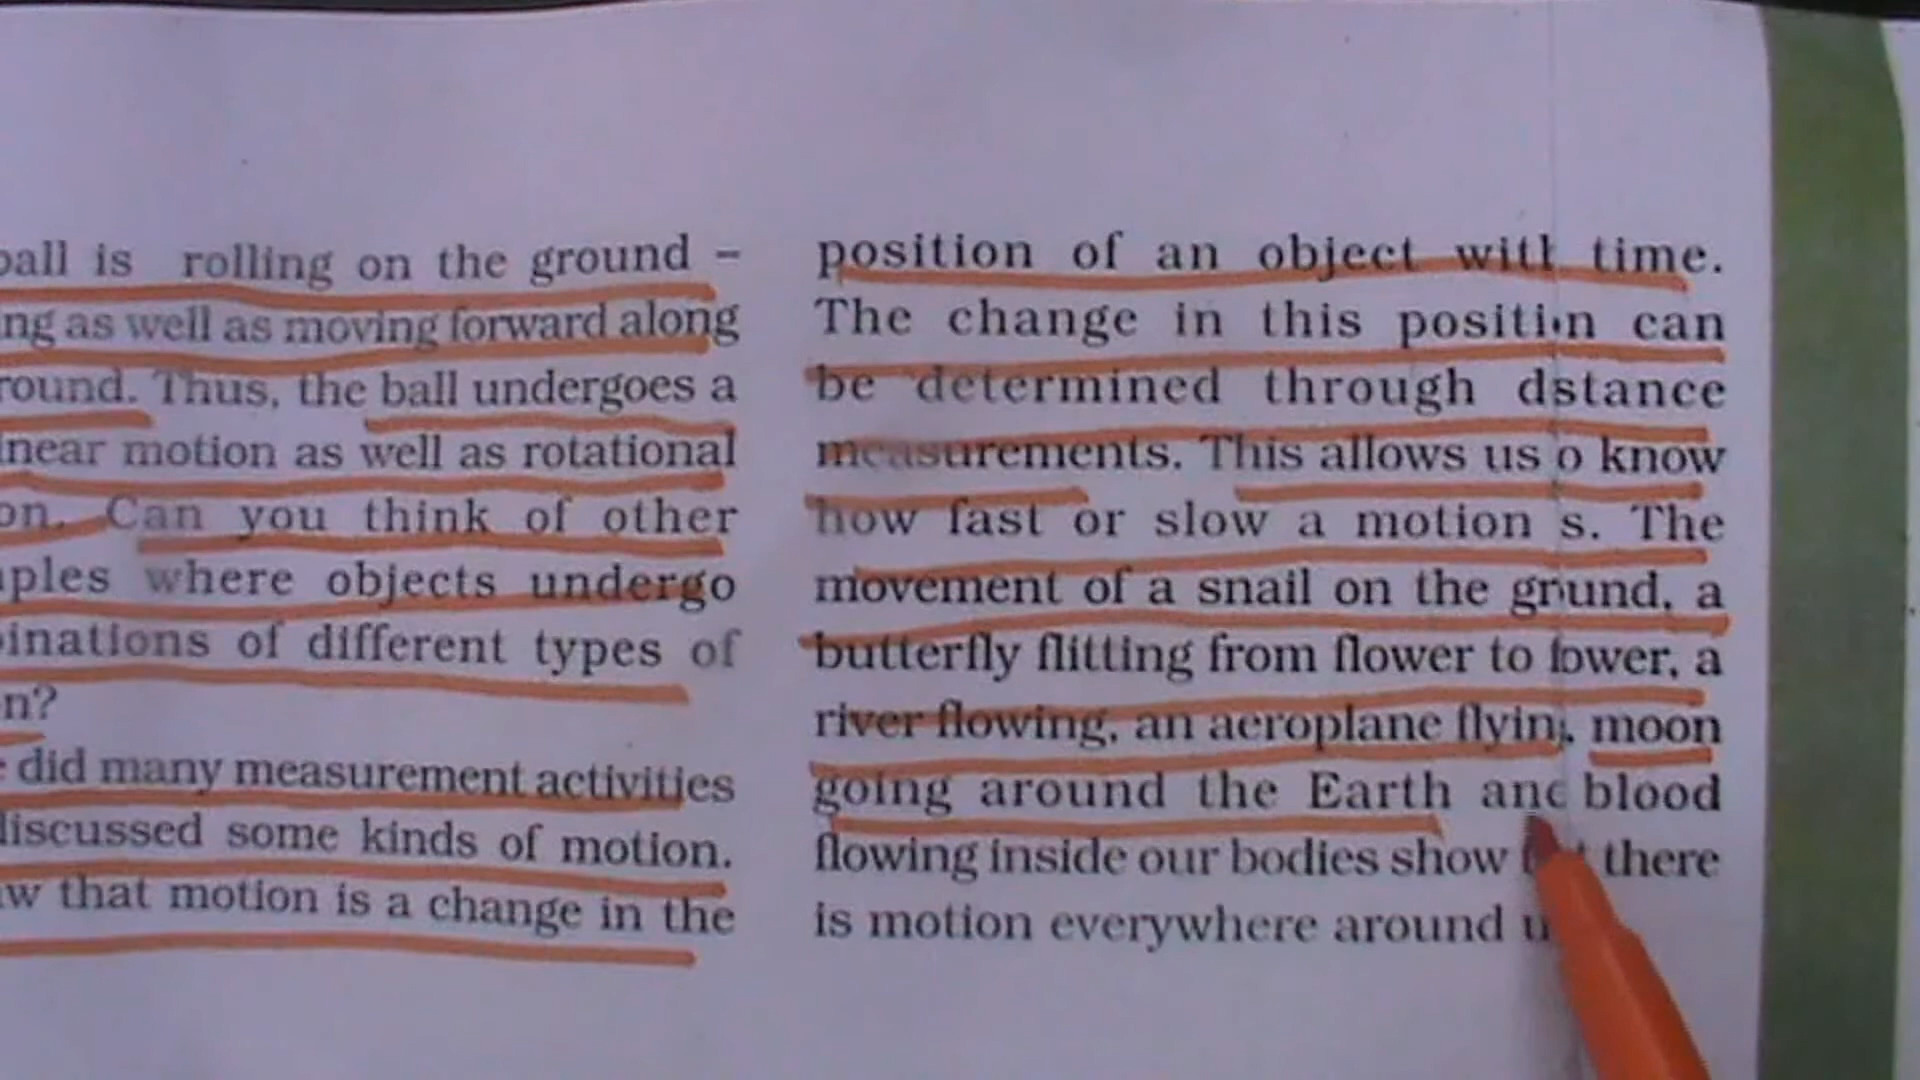 ball is rolling on the ground –
ng as well as moving forward along
round. Thus, the ball undergoes a
near motion as well as rotational
on. Can you think of other
ples where objects undergo
inations of different types of
n?
did many measurement activities
discussed some kinds of motion.
w that motion is a change in the
position of an object with time.
The change in this position can
be determined through dstance
measurements. This allows us o know
how fast or slow a motion s. The
movement of a snail on the grund, a
butterfly flitting from flower to lower, a
river flowing, an aeroplane flyin, moon
going around the Earth and blood
flowing inside our bodies show there
is motion everywhere around u